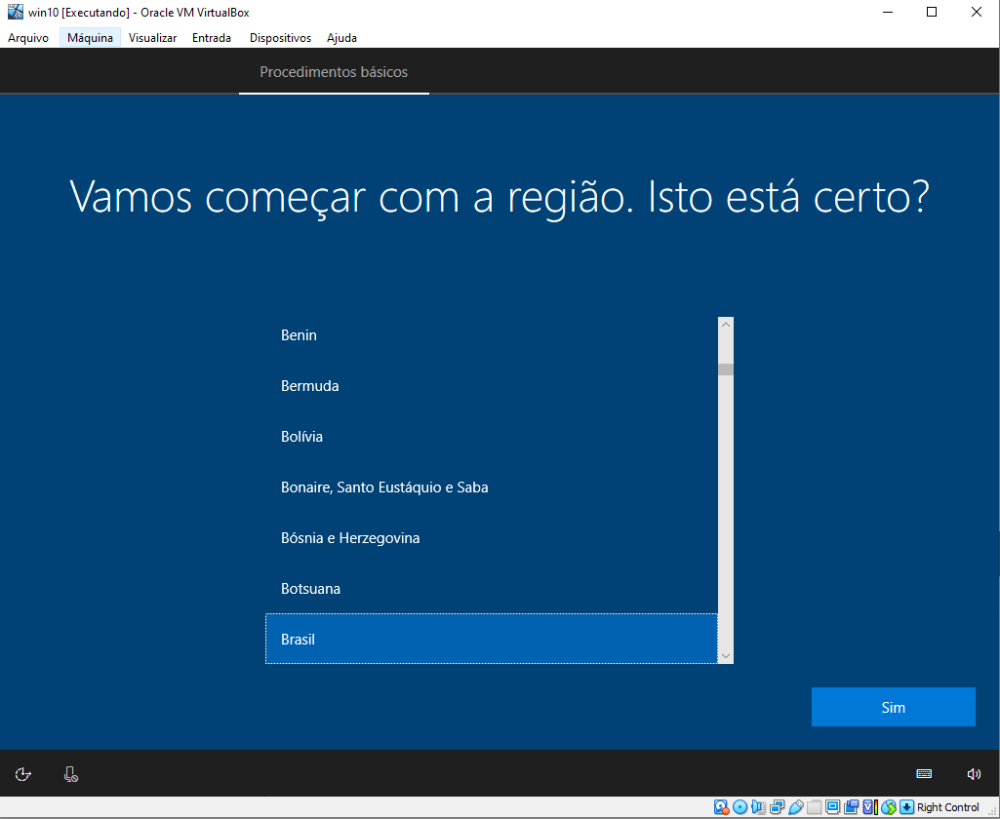 win10 [Executando] - Oracle VM VirtualBox
Arquivo Máquina Visualizar Entrada Dispositivos Ajuda
Procedimentos básicos
Vamos começar com a região. Isto está certo?
Benin
Bermuda
Bolívia
Bonaire, Santo Eustáquio e Saba
Bósnia e Herzegovina
Botsuana
Brasil
Sim
Right Control